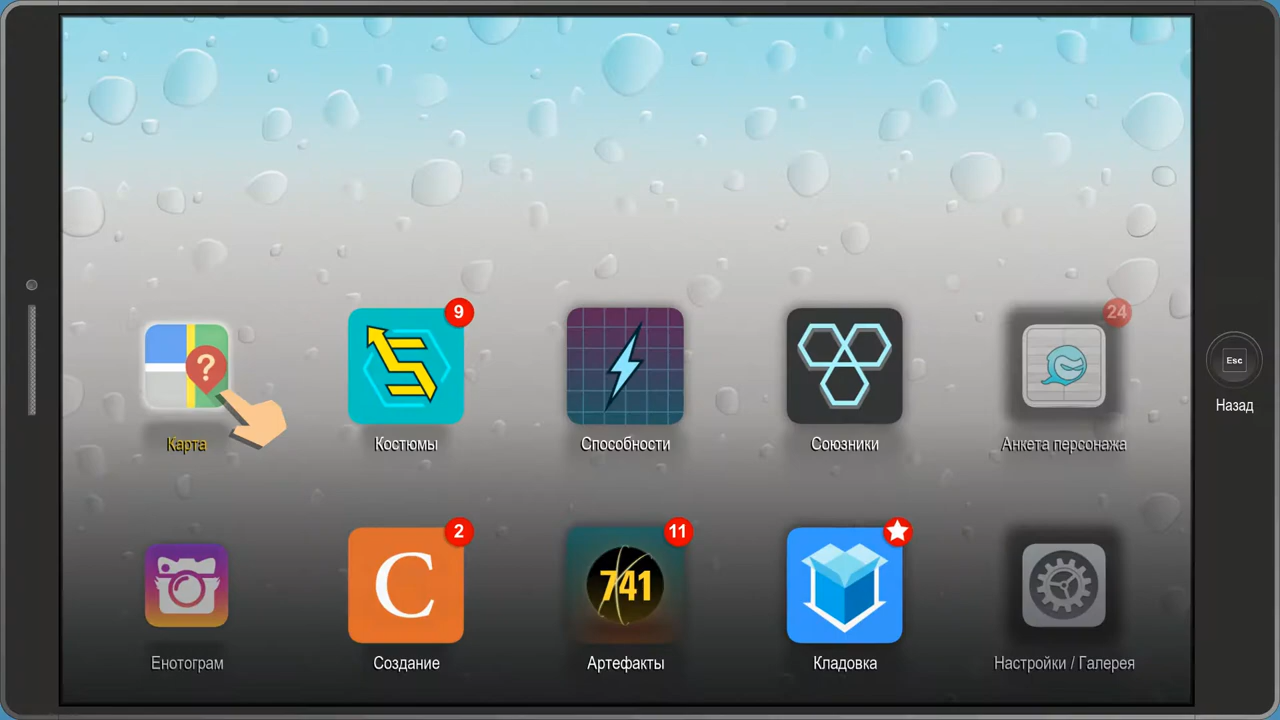 9
24
?
Карта
Костюмы
Способности
Союзники
Анкета персонажа
Esc
Назад
2
11
C
741
Енотограм
Создание
Артефакты
Кладовка
Настройки / Галерея